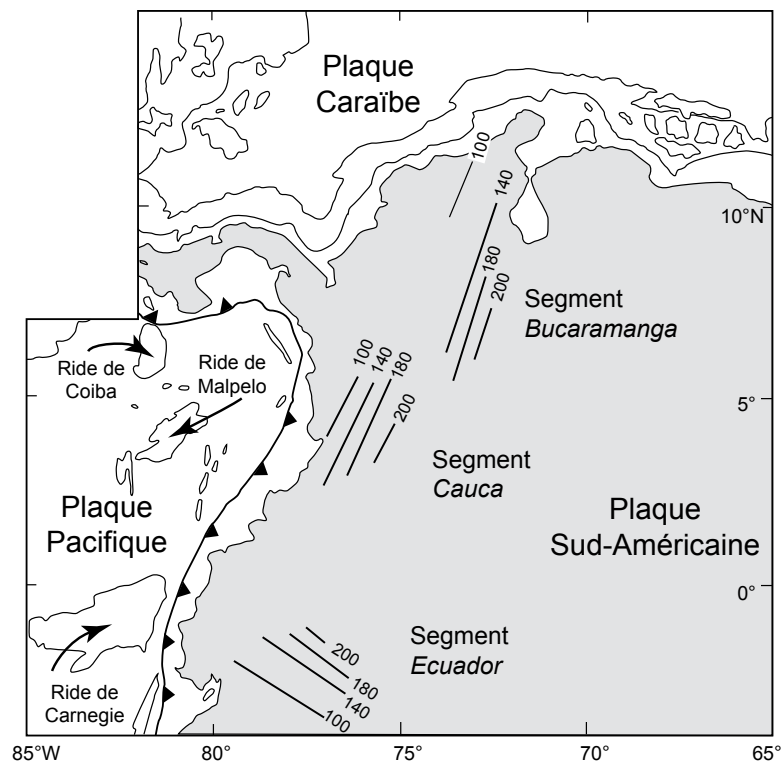 Plaque
Caraïbe
100
140
10°N
180
200
Segment
Bucaramanga
Ride de
Coiba
Ride de
Malpelo
100
140
180
200
5°
Segment
Cauca
Plaque
Pacifique
Plaque
Sud-Américaine
0°
Segment
Ecuador
200
180
140
100
Ride de
Carnegie
85°W
80°
75°
70°
65°